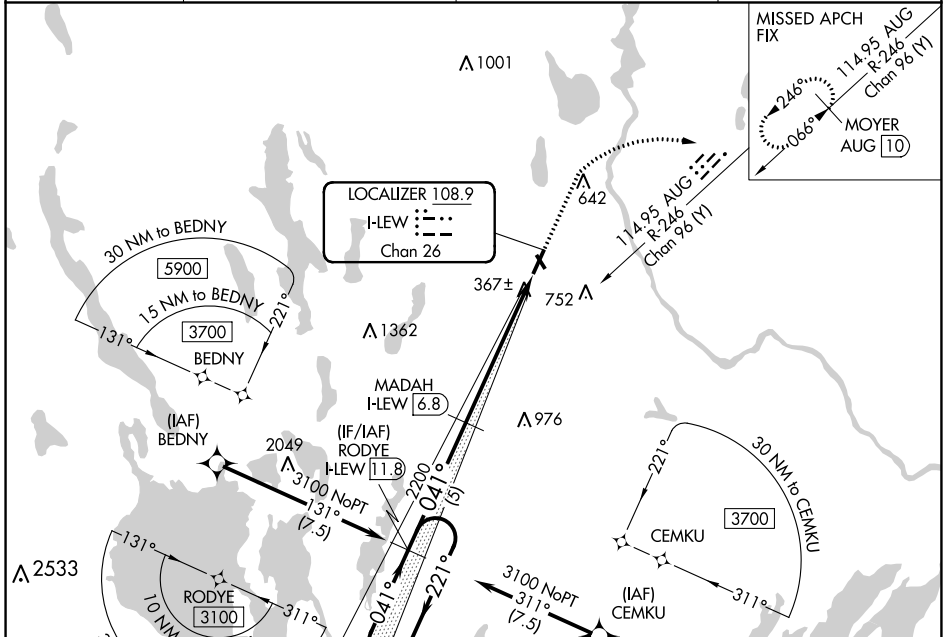 MISSED APCH
FIX
114.95 AUG
R-246
Chan 96 (Y)
246°
066°
MOYER
AUG 10
1001
642
LOCALIZER 108.9
I-LEW
Chan 26
114.95 AUG
R-246
Chan 96 (Y)
30 NM to BEDNY
5900
15 NM to BEDNY
3700
131°
221°
BEDNY
367±
752
1362
MADAH
I-LEW 6.8
976
(IAF)
BEDNY
2049
(IF/IAF)
RODYE
I-LEW 11.8
3100 NoPT
131°
(7.5)
2200
041°
(5)
30 NM to CEMKU
3700
221°
CEMKU
311°
2533
131°
RODYE
3100
311°
10 NM
041°
221°
3100 NoPT
311°
(7.5)
(IAF)
CEMKU